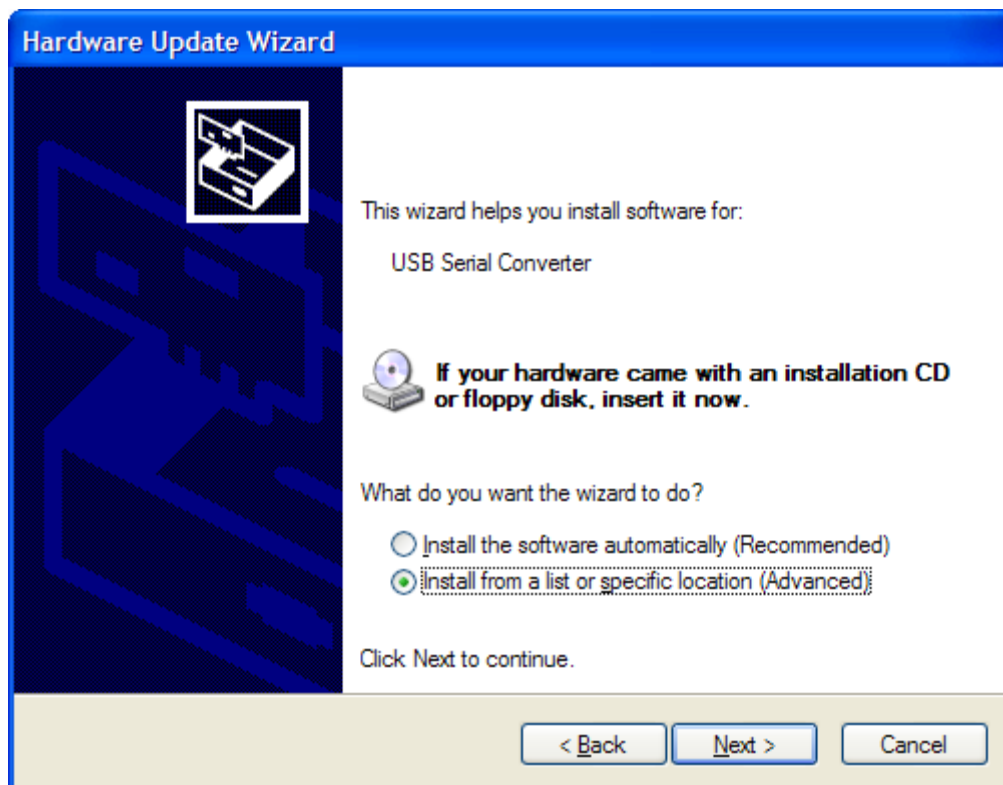 Hardware Update Wizard
This wizard helps you install software for:
USB Serial Converter
If your hardware came with an installation CD
or floppy disk, insert it now.
What do you want the wizard to do?
Install the software automatically (Recommended)
Install from a list or specific location (Advanced)
Click Next to continue.
< Back
Next >
Cancel